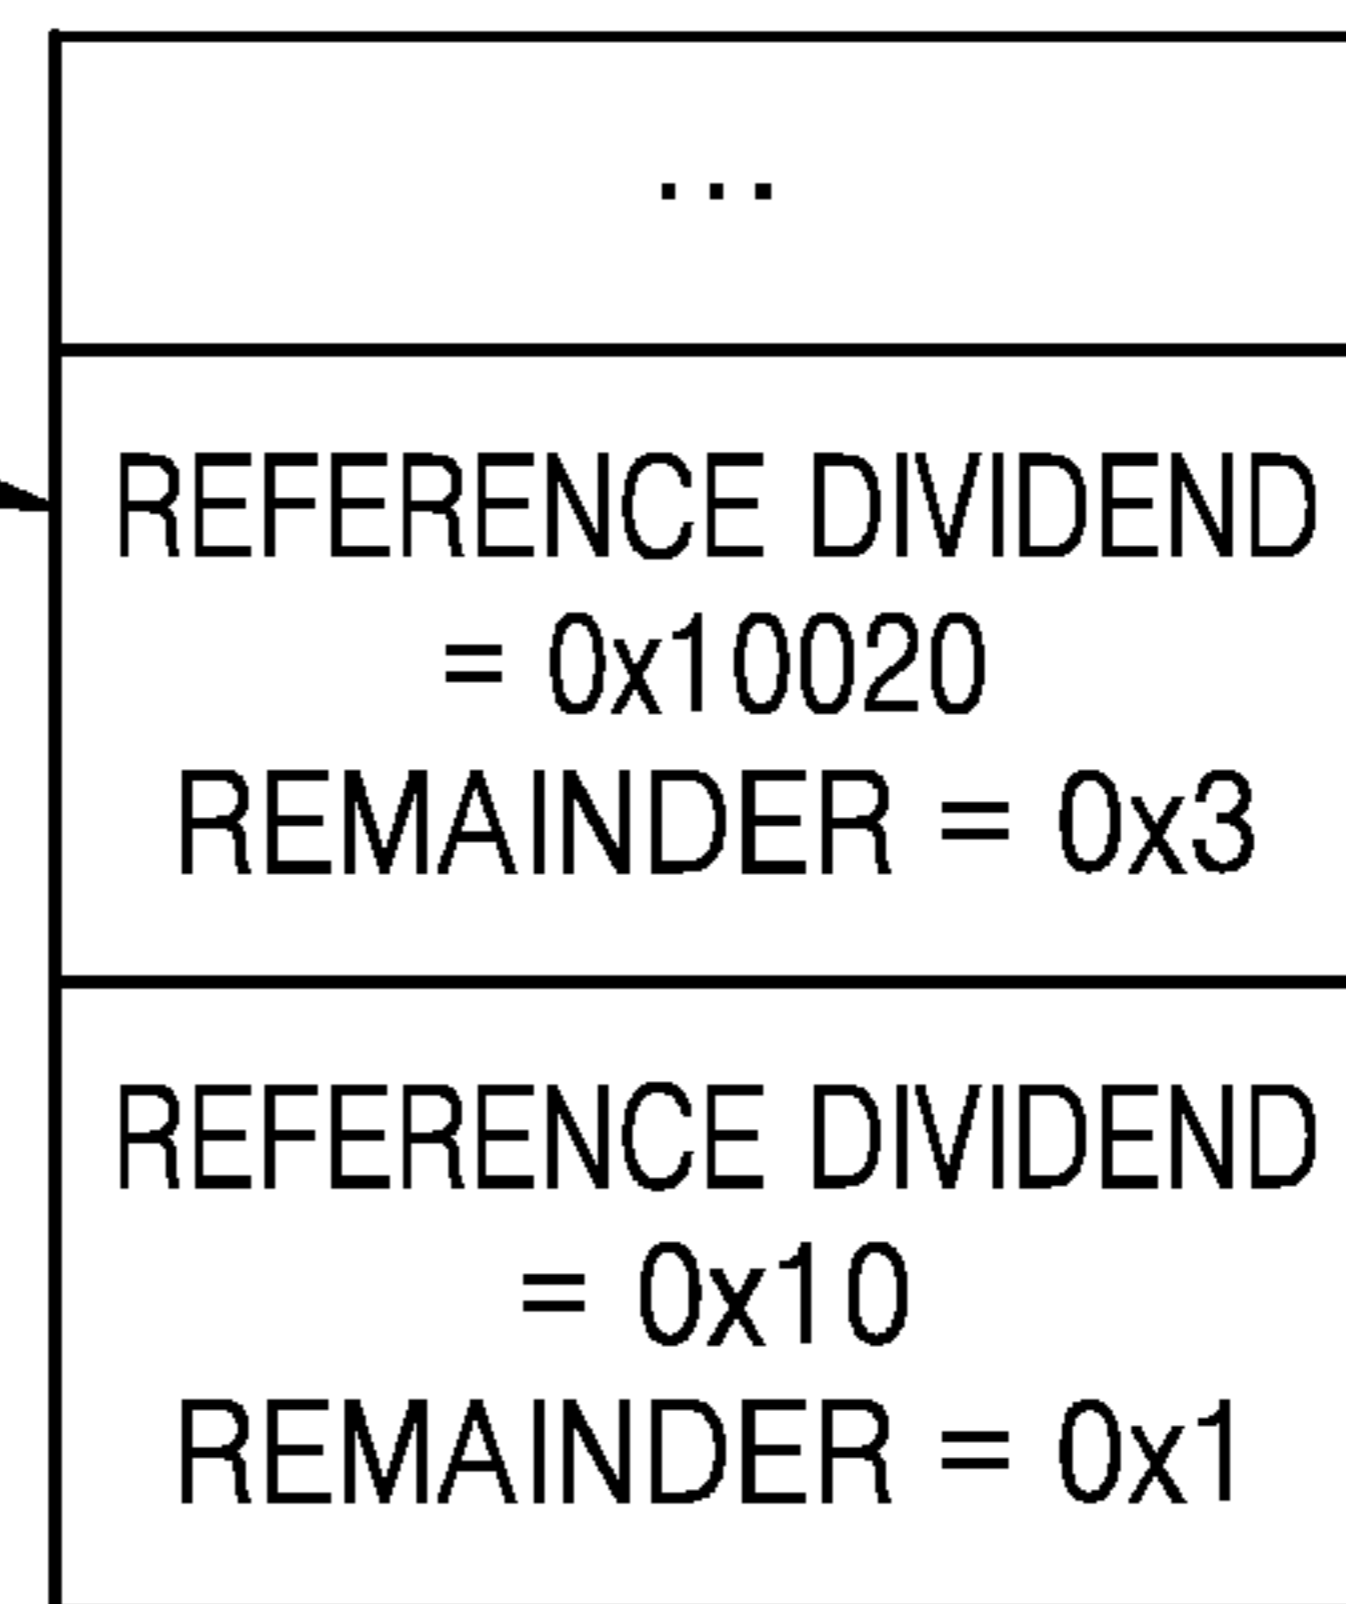 ...
REFERENCE DIVIDEND
= 0x10020
REMAINDER = 0x3
REFERENCE DIVIDEND
= 0x10
REMAINDER = 0x1